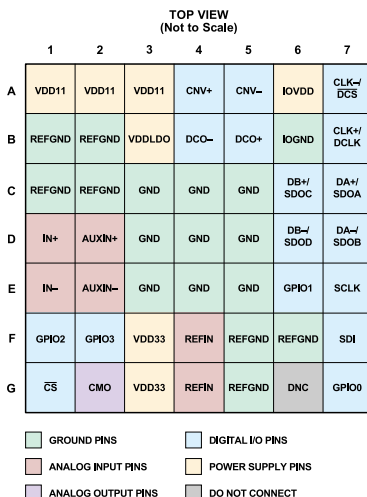 TOP VIEW
(Not to Scale)
1 2 3 4 5 6 7
A VDD11 VDD11 VDD11 CNV+ CNV– IOVDD CLK–/
DCS
B REFGND REFGND VDDLDO DCO– DCO+ IOGND CLK+/
DCLK
C REFGND REFGND GND GND GND DB+/
SDOC DA+/
SDOA
D IN+ AUXIN+ GND GND GND DB–/
SDOD DA–/
SDOB
E IN– AUXIN– GND GND GND GPIO1 SCLK
F GPIO2 GPIO3 VDD33 REFIN REFGND REFGND SDI
G CS CMO VDD33 REFIN REFGND DNC GPIO0
GROUND PINS DIGITAL I/O PINS
ANALOG INPUT PINS POWER SUPPLY PINS
ANALOG OUTPUT PINS DO NOT CONNECT